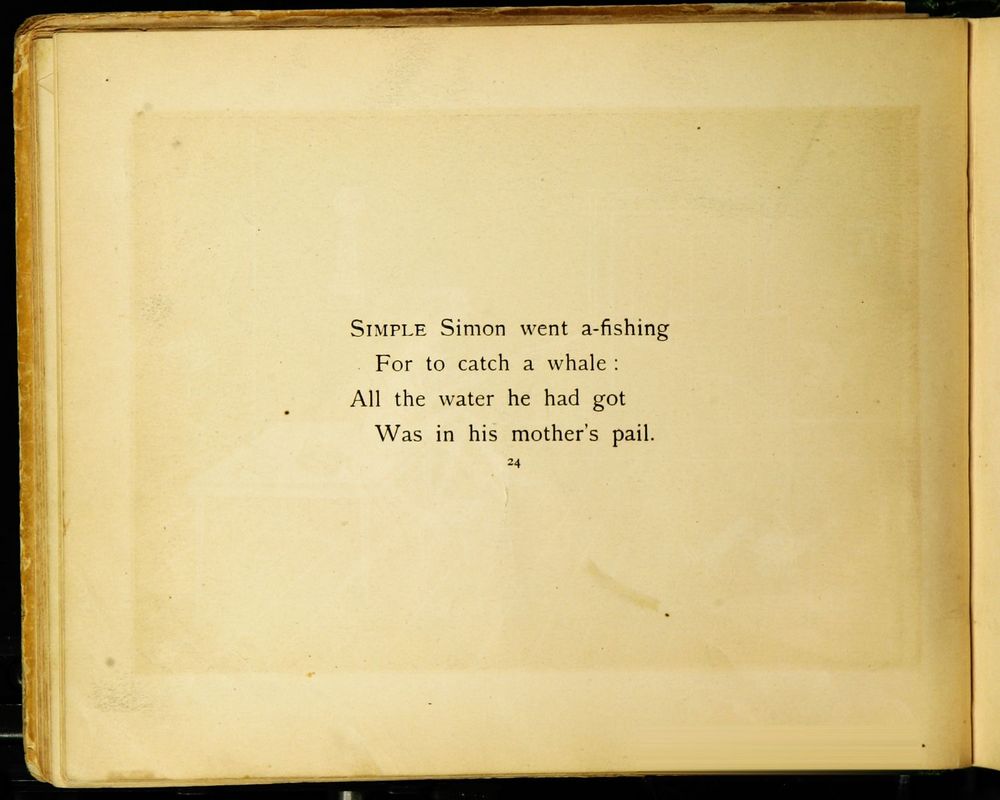 SIMPLE Simon went a-fishing
For to catch a whale :
All the water he had got
Was in his mother's pail.
24